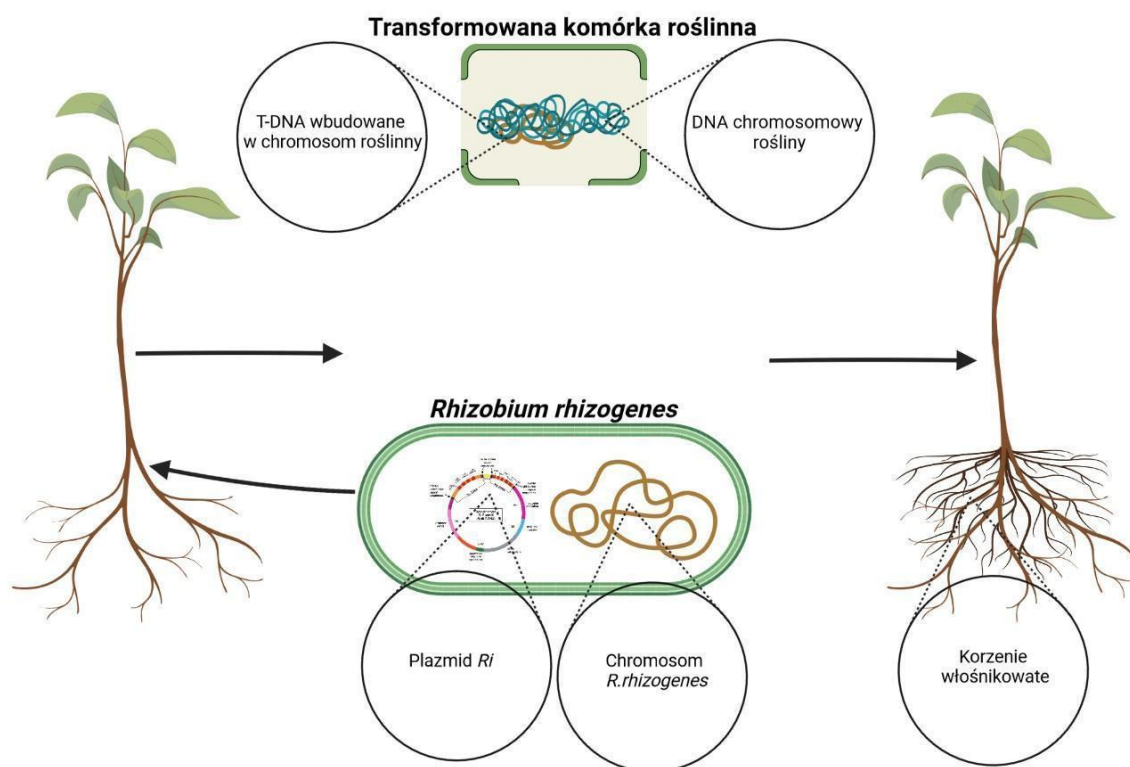 Transformowana komórka roślinna
T-DNA wbudowane
w chromosom roślinny
DNA chromosomowy
rośliny
Rhizobium rhizogenes
Plazmid Ri
Chromosom
R.rhizogenes
Korzenie
włośnikowate